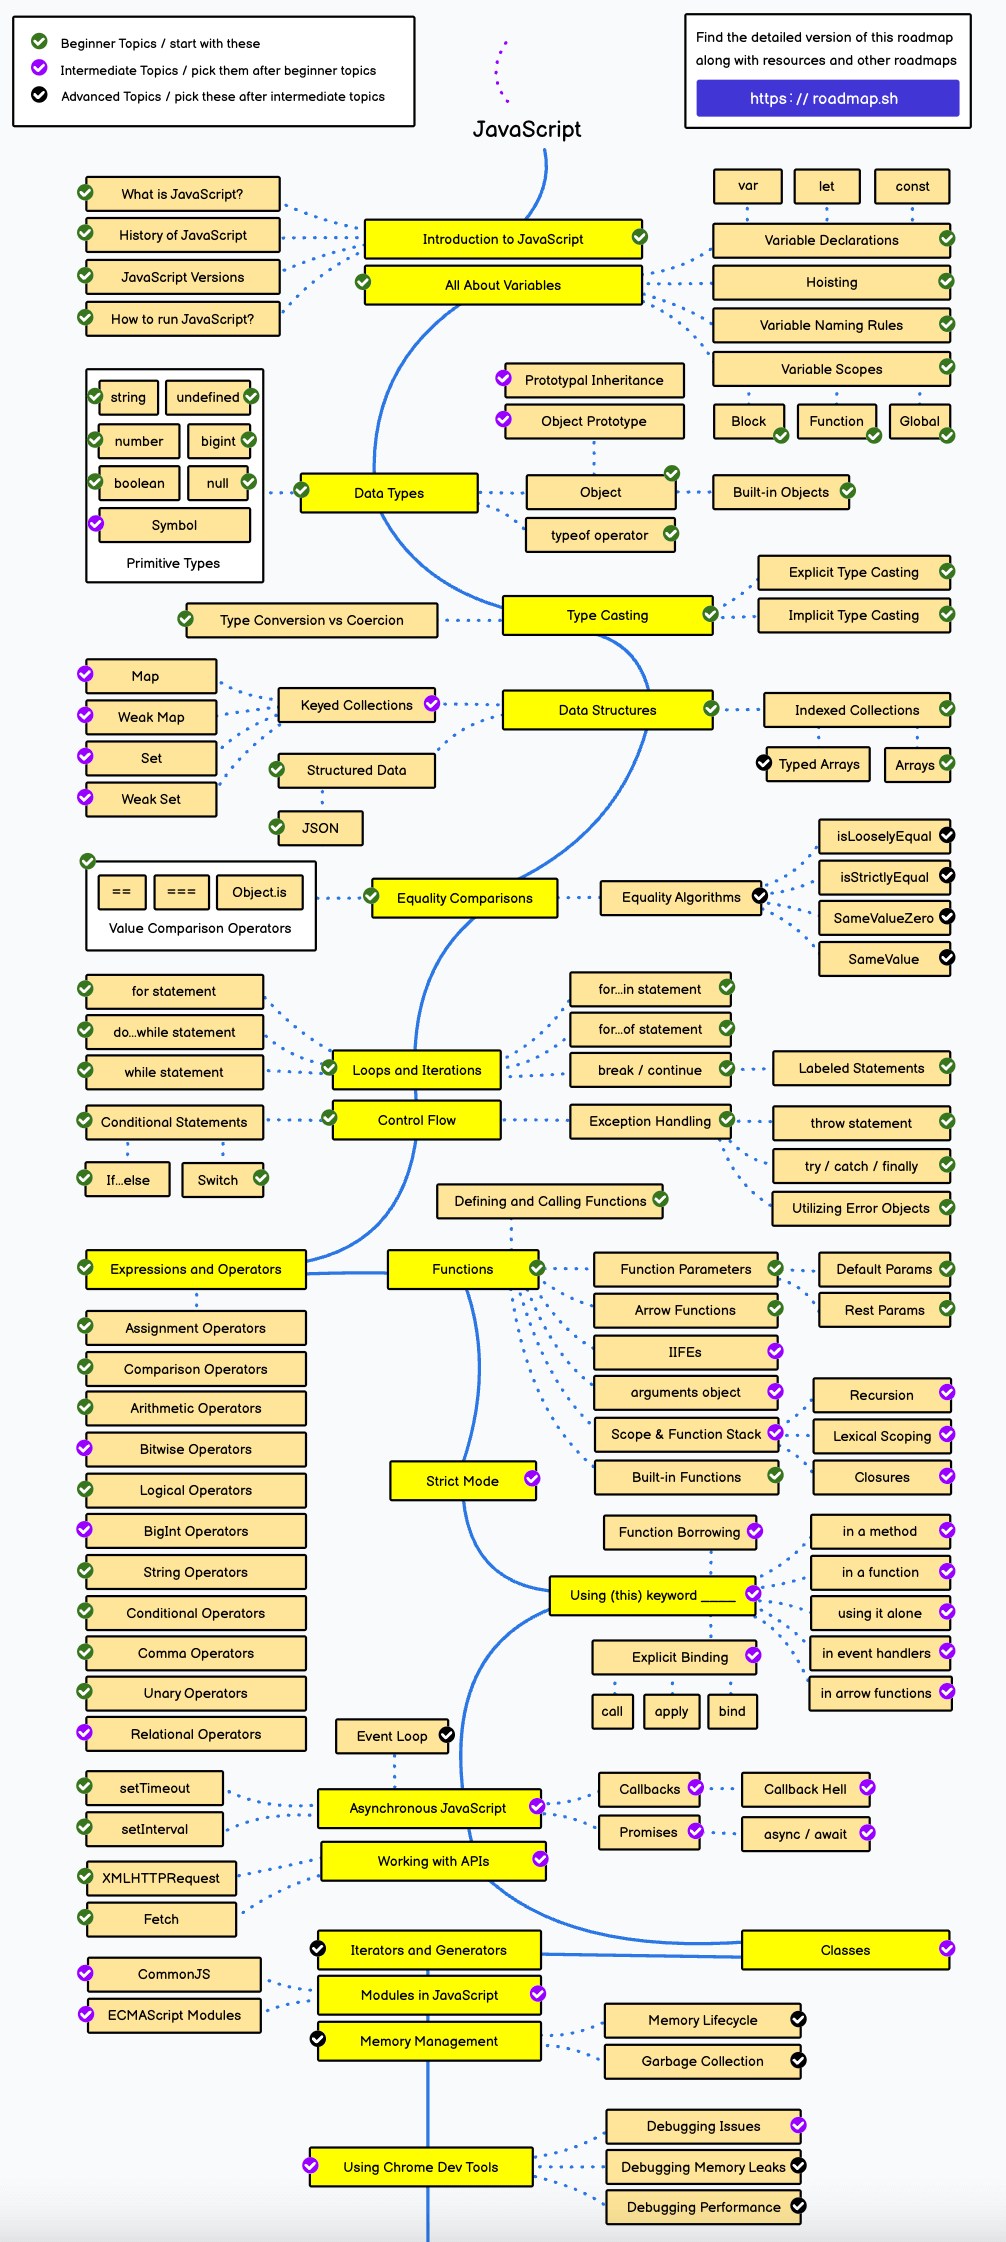 Beginner Topics / start with these
Intermediate Topics / pick them after beginner topics
Advanced Topics / pick these after intermediate topics
Find the detailed version of this roadmap
along with resources and other roadmaps
https://roadmap.sh
JavaScript
What is JavaScript?
History of JavaScript
JavaScript Versions
How to run JavaScript?
Introduction to JavaScript
All About Variables
var
let
const
Variable Declarations
Hoisting
Variable Naming Rules
Variable Scopes
Block
Function
Global
string
undefined
number
bigint
boolean
null
Symbol
Primitive Types
Prototypal Inheritance
Object Prototype
Data Types
Object
Built-in Objects
typeof operator
Explicit Type Casting
Type Conversion vs Coercion
Type Casting
Implicit Type Casting
Map
Weak Map
Set
Weak Set
Keyed Collections
Data Structures
Indexed Collections
Structured Data
Typed Arrays
Arrays
JSON
==
===
Object.is
Value Comparison Operators
Equality Comparisons
Equality Algorithms
isLooselyEqual
isStrictlyEqual
SameValueZero
SameValue
for statement
do...while statement
while statement
Loops and Iterations
for...in statement
for...of statement
break / continue
Labeled Statements
Conditional Statements
If...else
Switch
Control Flow
Exception Handling
throw statement
try / catch / finally
Utilizing Error Objects
Defining and Calling Functions
Expressions and Operators
Functions
Function Parameters
Default Params
Rest Params
Arrow Functions
IIFEs
arguments object
Scope & Function Stack
Recursion
Lexical Scoping
Closures
Built-in Functions
Assignment Operators
Comparison Operators
Arithmetic Operators
Bitwise Operators
Logical Operators
BigInt Operators
String Operators
Conditional Operators
Comma Operators
Unary Operators
Relational Operators
Strict Mode
Function Borrowing
Using (this) keyword _____
in a method
in a function
using it alone
in event handlers
in arrow functions
Explicit Binding
call
apply
bind
Event Loop
setTimeout
setInterval
Asynchronous JavaScript
Callbacks
Callback Hell
Promises
async / await
XMLHTTPRequest
Fetch
Working with APIs
Iterators and Generators
Classes
CommonJS
ECMAScript Modules
Modules in JavaScript
Memory Management
Memory Lifecycle
Garbage Collection
Using Chrome Dev Tools
Debugging Issues
Debugging Memory Leaks
Debugging Performance